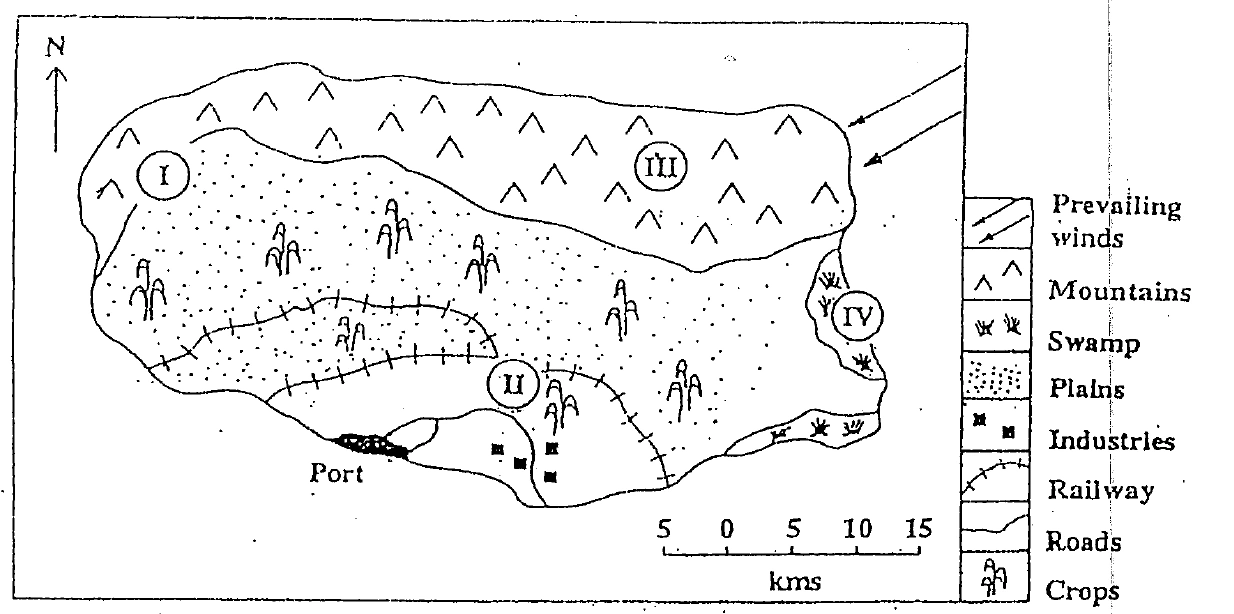 N
I
III
IV
II
Port
5 0 5 10 15
kms
Prevailing
winds
Mountains
Swamp
Plains
Industries
Railway
Roads
Crops